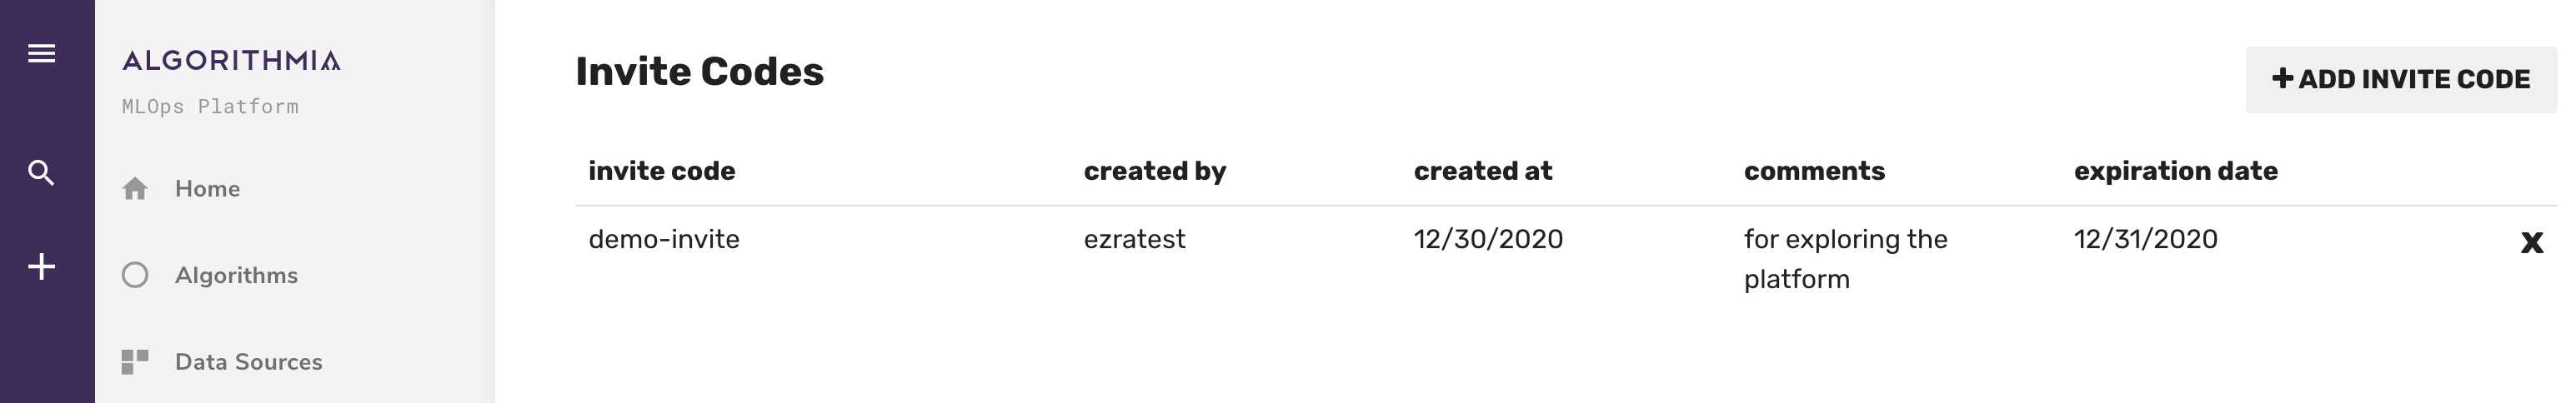 ALGORITHMIA
MLOps Platform
Home
Algorithms
Data Sources
Invite Codes
ADD INVITE CODE
invite code created by created at comments expiration date
demo-invite ezratest 12/30/2020 for exploring the 12/31/2020 X
platform